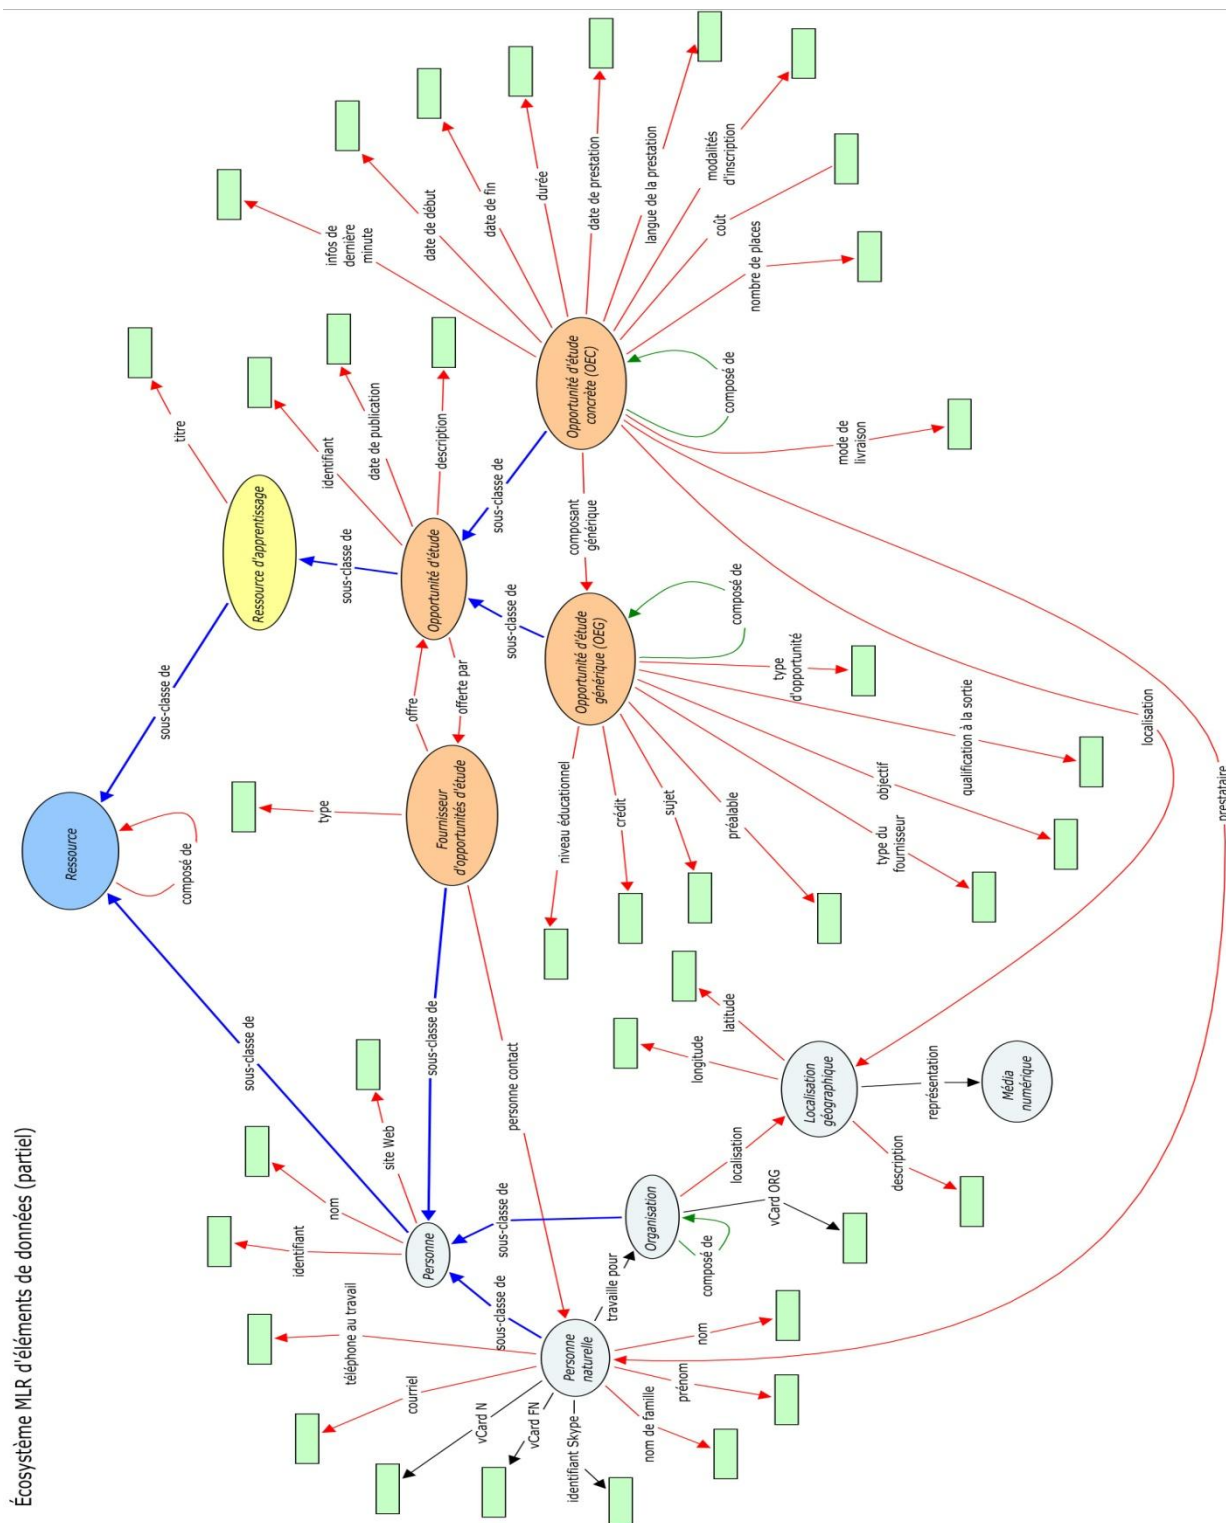 Écosystème MLR d'éléments de données (partiel)
Ressource
composé de
sous-classe de
sous-classe de
Ressource d'apprentissage
titre
sous-classe de
identifiant
date de publication
description
Opportunité d'étude
offre
offerte par
Fournisseur
d'opportunités d'étude
type
sous-classe de
personne contact
sous-classe de
sous-classe de
Opportunité d'étude
concrète (OEC)
infos de
dernière
minute
date de début
date de fin
durée
date de prestation
langue de la prestation
modalités
d'inscription
coût
nombre de places
composé de
mode de
livraison
composant
générique
localisation
prestataire
Opportunité d'étude
générique (OEG)
composé de
type
d'opportunité
qualification à la sortie
objectif
type du
fournisseur
préalable
sujet
crédit
niveau éducationnel
Personne
identifiant
nom
site Web
sous-classe de
sous-classe de
Organisation
composé de
vCard ORG
localisation
travaille pour
Personne
naturelle
téléphone au travail
courriel
vCard N
vCard FN
identifiant Skype
nom de famille
prénom
nom
Localisation
géographique
longitude
latitude
description
représentation
Média
numérique